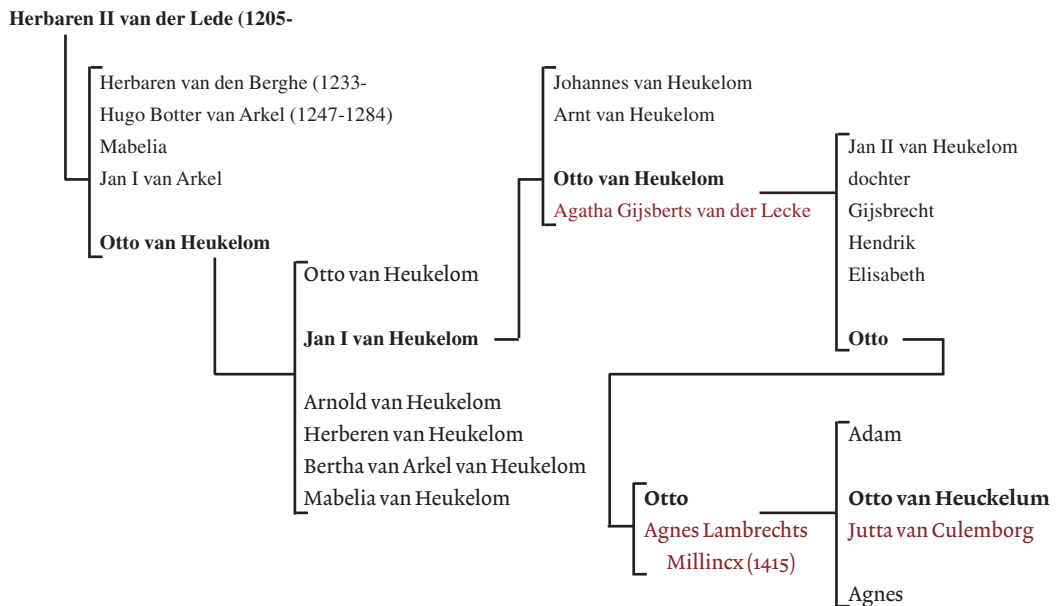 Herbaren II van der Lede (1205-
Herbaren van den Berghe (1233-
Hugo Botter van Arkel (1247-1284)
Mabelia
Jan I van Arkel
Otto van Heukelom
Otto van Heukelom
Jan I van Heukelom
Arnold van Heukelom
Herberen van Heukelom
Bertha van Arkel van Heukelom
Mabelia van Heukelom
Johannes van Heukelom
Arnt van Heukelom
Otto van Heukelom
Agatha Gijsberts van der Lecke
Jan II van Heukelom
dochter
Gijsbrecht
Hendrik
Elisabeth
Otto
Otto
Agnes Lambrechts
Millincx (1415)
Adam
Otto van Heuckelum
Jutta van Culemborg
Agnes